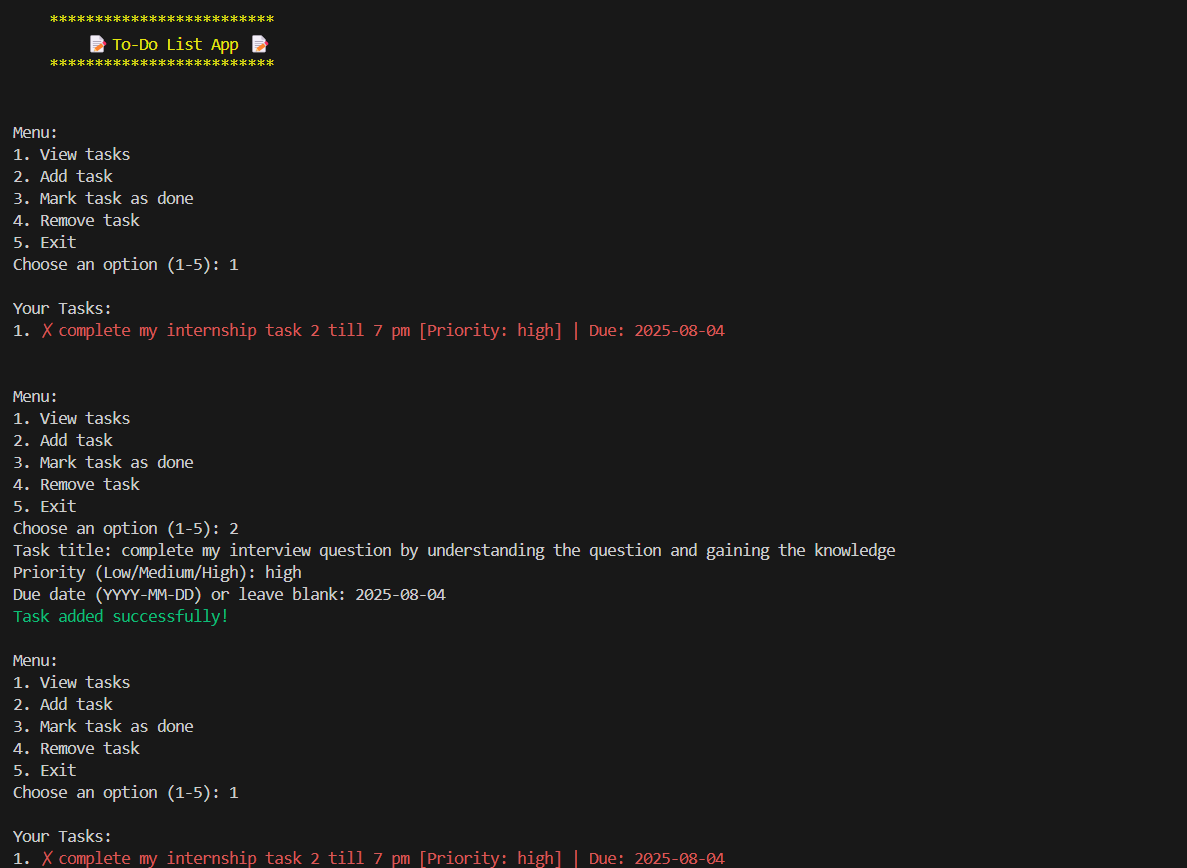 *************************
📝 To-Do List App 📝
*************************
Menu:
1. View tasks
2. Add task
3. Mark task as done
4. Remove task
5. Exit
Choose an option (1-5): 1
Your Tasks:
1. ✗ complete my internship task 2 till 7 pm [Priority: high] | Due: 2025-08-04
Menu:
1. View tasks
2. Add task
3. Mark task as done
4. Remove task
5. Exit
Choose an option (1-5): 2
Task title: complete my interview question by understanding the question and gaining the knowledge
Priority (Low/Medium/High): high
Due date (YYYY-MM-DD) or leave blank: 2025-08-04
Task added successfully!
Menu:
1. View tasks
2. Add task
3. Mark task as done
4. Remove task
5. Exit
Choose an option (1-5): 1
Your Tasks:
1. ✗ complete my internship task 2 till 7 pm [Priority: high] | Due: 2025-08-04